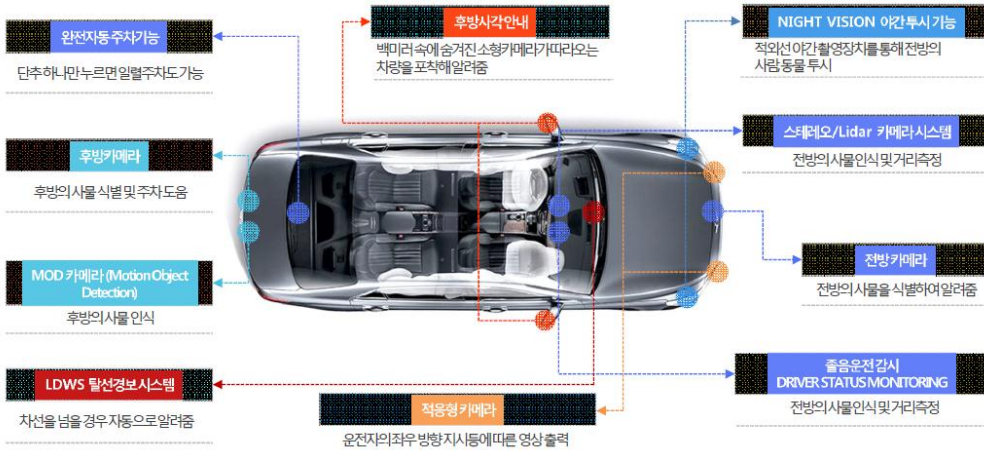 완전자동 주차가능
단추 하나만 누르면 일렬주차도 가능
후방카메라
후방의 사물 식별 및 주차 도움
MOD 카메라 (Motion Object
Detection)
후방의 사물 인식
LDWS 탈선경보 시스템
차선을 넘을 경우 자동으로 알려줌
후방사각 안내
백미러 속에 숨겨진 소형카메라가 따라오는
차량을 포착해 알려줌
적응형 카메라
운전자의 좌우 방향 지시등에 따른 영상 출력
NIGHT VISION 야간 투시 기능
적외선 야간 촬영장치를 통해 전방의
사람 동물 투시
스테레오/Lidar 카메라 시스템
전방의 사물 인식 및 거리측정
전방 카메라
전방의 사물을 식별하여 알려줌
졸음운전 감시
DRIVER STATUS MONITORING
전방의 사물 인식 및 거리측정